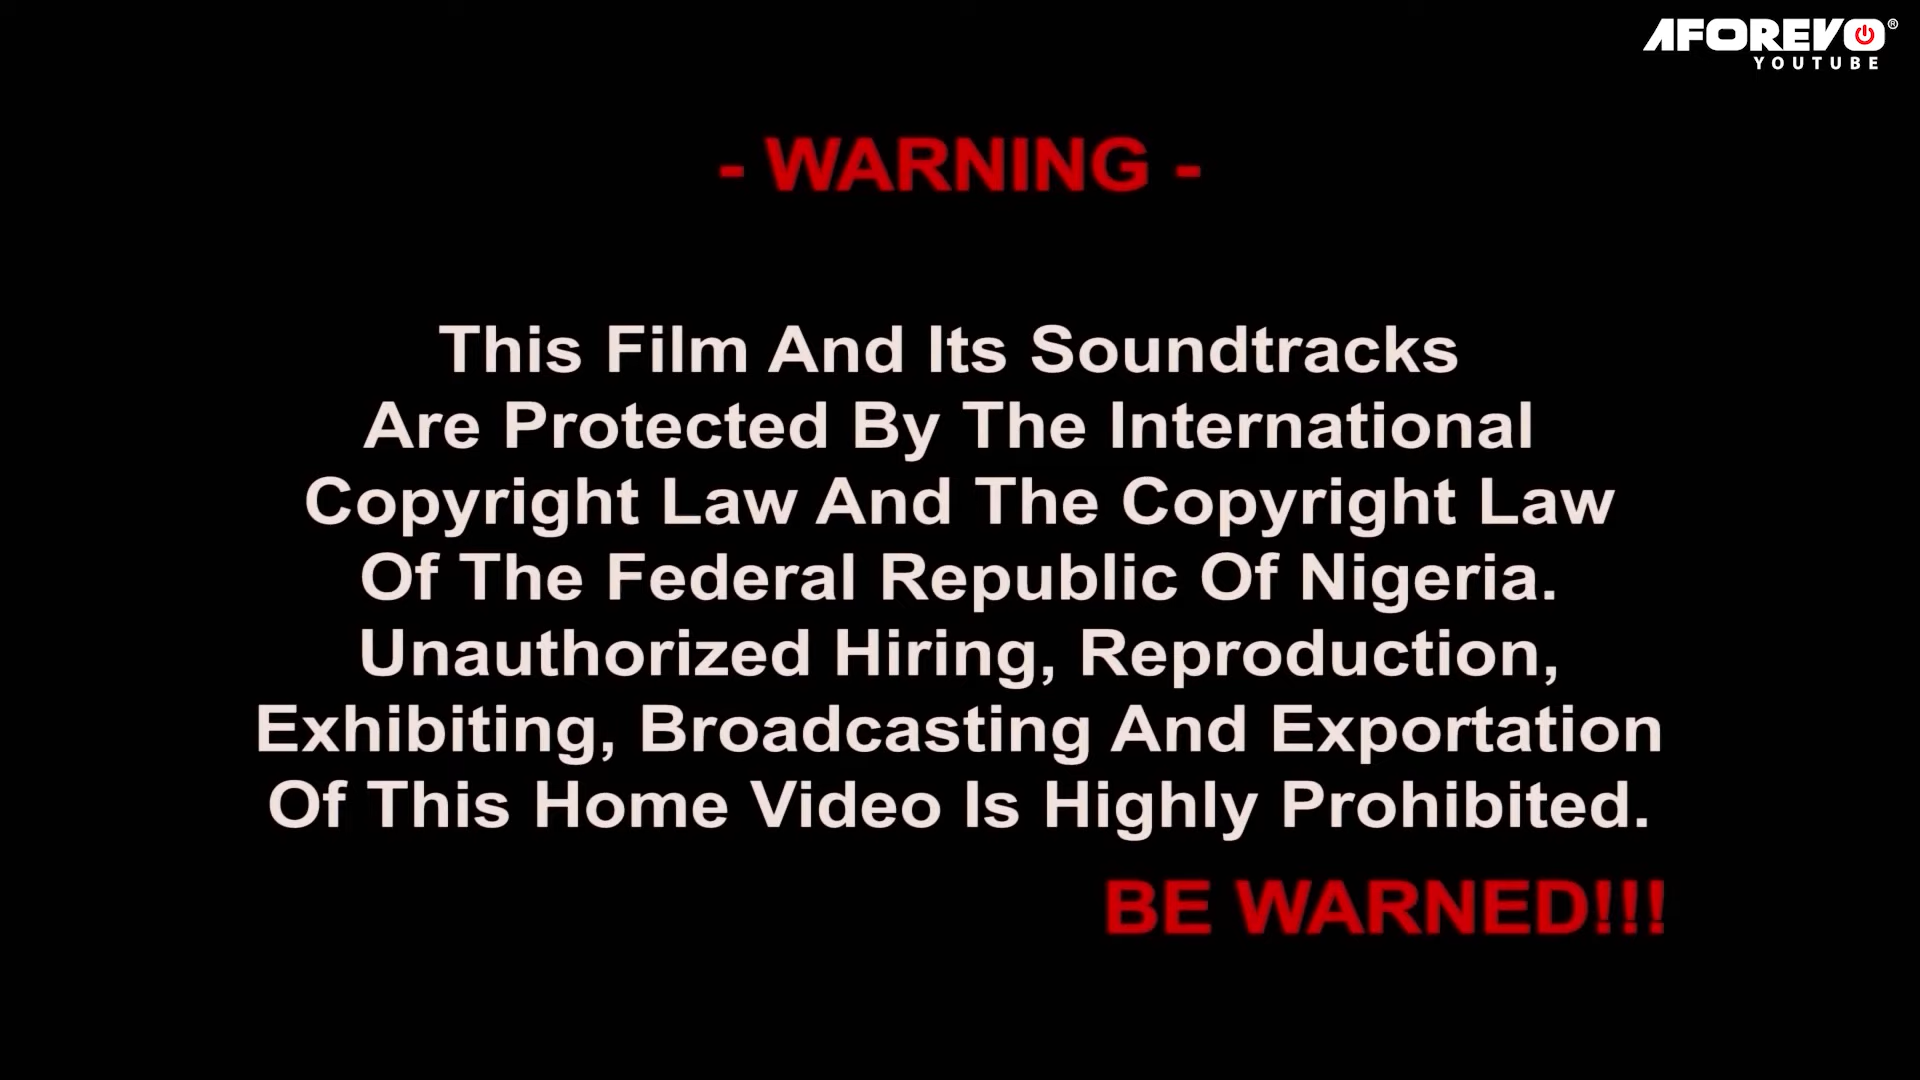 AFOREVO®
YOUTUBE
- WARNING -
This Film And Its Soundtracks
Are Protected By The International
Copyright Law And The Copyright Law
Of The Federal Republic Of Nigeria.
Unauthorized Hiring, Reproduction,
Exhibiting, Broadcasting And Exportation
Of This Home Video Is Highly Prohibited.
BE WARNED!!!